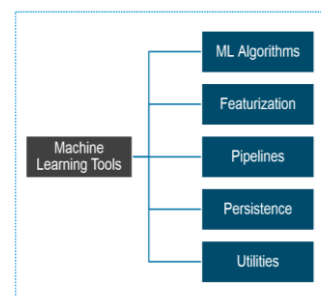 ML Algorithms
Featurization
Machine
Learning Tools
Pipelines
Persistence
Utilities